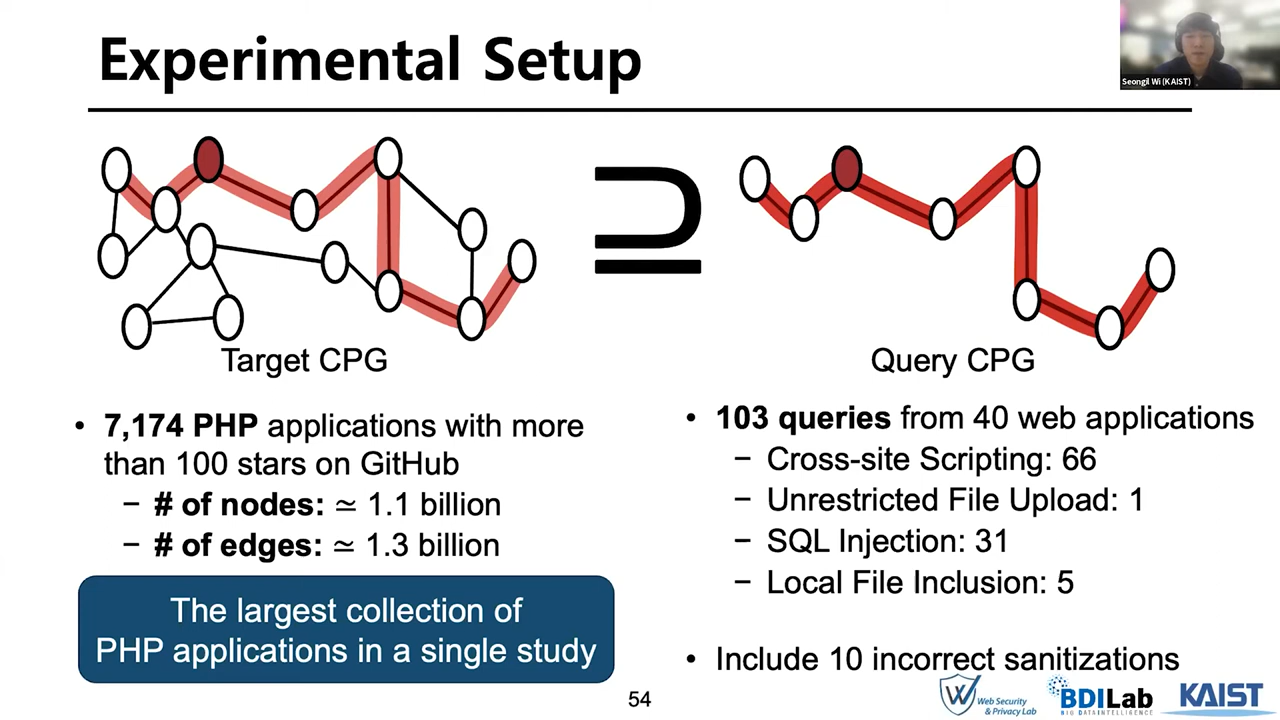 Experimental Setup
Seongil Wi (KAIST)
⊇
Target CPG
Query CPG
• 7,174 PHP applications with more
than 100 stars on GitHub
− # of nodes: ≃ 1.1 billion
− # of edges: ≃ 1.3 billion
The largest collection of
PHP applications in a single study
• 103 queries from 40 web applications
− Cross-site Scripting: 66
− Unrestricted File Upload: 1
− SQL Injection: 31
− Local File Inclusion: 5
• Include 10 incorrect sanitizations
54
W Web Security
& Privacy Lab
BDILab
BIG DATA INTELLIGENCE
KAIST